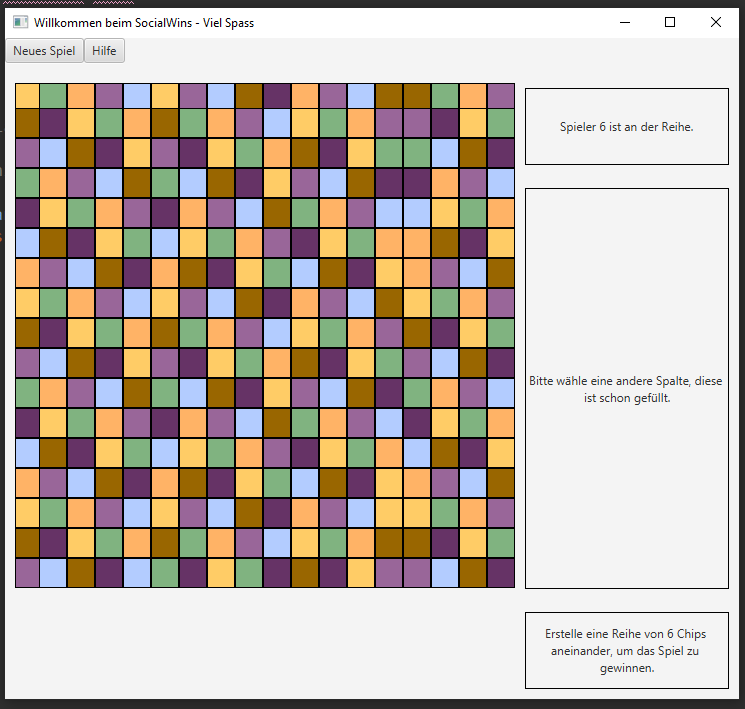 Willkommen beim SocialWins - Viel Spass
Neues Spiel
Hilfe
Spieler 6 ist an der Reihe.
Bitte wähle eine andere Spalte, diese
ist schon gefüllt.
Erstelle eine Reihe von 6 Chips
aneinander, um das Spiel zu
gewinnen.